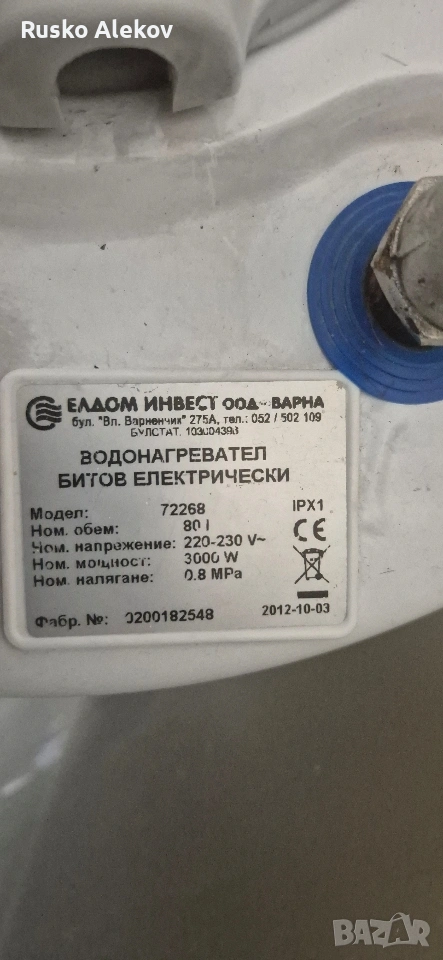 Rusko Alekov
ЕЛДОМ ИНВЕСТ ООД - ВАРНА
бул. "Вл. Варненчик" 275А, тел.: 052 / 502 109
БУЛСТАТ: 103004393
ВОДОНАГРЕВАТЕЛ
БИТОВ ЕЛЕКТРИЧЕСКИ
Модел: 72268 IPX1
Ном. обем: 80 l
Ном. напрежение: 220-230 V~ CE
Ном. мощност: 3000 W
Ном. налягане: 0.8 MPa
Фабр. №: 0200182548 2012-10-03
BAZAR